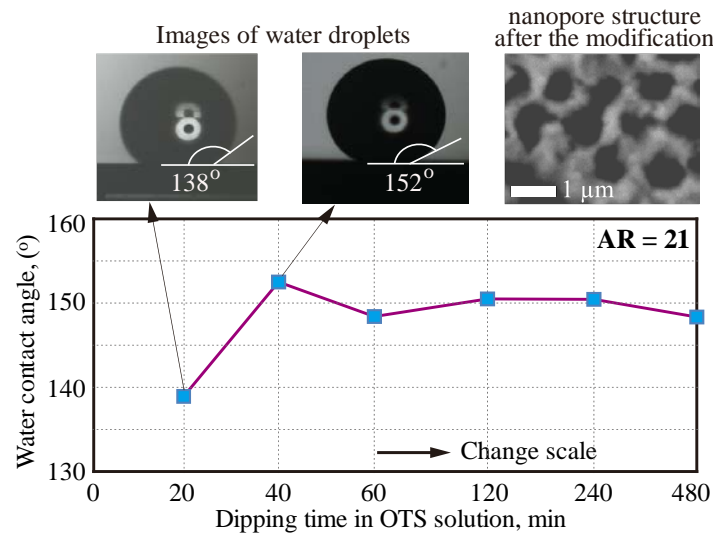 Images of water droplets
nanopore structure
after the modification
138°
152°
1 µm
160
150
140
130
AR = 21
Change scale
Water contact angle, (°)
0 20 40 60 120 240 480
Dipping time in OTS solution, min